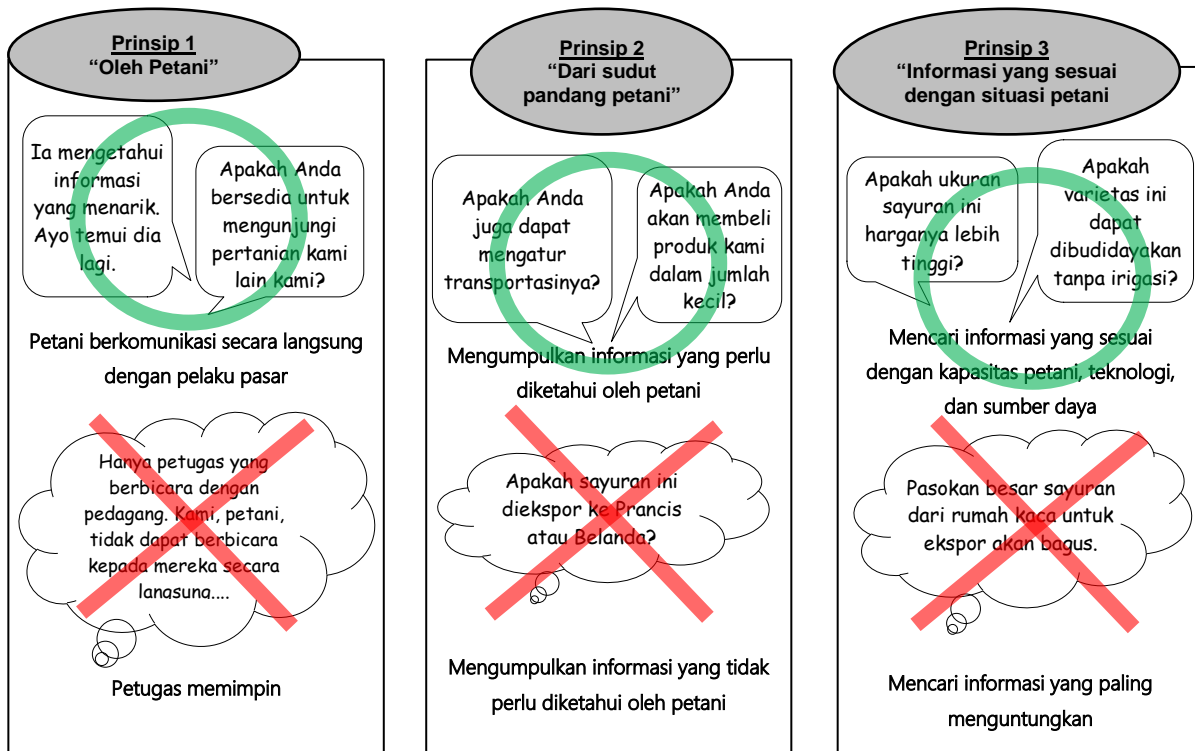 Prinsip 1
“Oleh Petani”
Ia mengetahui
informasi
yang menarik.
Ayo temui dia
lagi.
Apakah Anda
bersedia untuk
mengunjungi
pertanian kami
lain kami?
Petani berkomunikasi secara langsung
dengan pelaku pasar
Hanya petugas yang
berbicara dengan
pedagang. Kami, petani,
tidak dapat berbicara
kepada mereka secara
lanasuna....
Petugas memimpin
Prinsip 2
“Dari sudut
pandang petani”
Apakah Anda
juga dapat
mengatur
transportasinya?
Apakah Anda
akan membeli
produk kami
dalam jumlah
kecil?
Mengumpulkan informasi yang perlu
diketahui oleh petani
Apakah sayuran ini
diekspor ke Prancis
atau Belanda?
Mengumpulkan informasi yang tidak
perlu diketahui oleh petani
Prinsip 3
“Informasi yang sesuai
dengan situasi petani
Apakah ukuran
sayuran ini
harganya lebih
tinggi?
Apakah
varietas ini
dapat
dibudidayakan
tanpa irigasi?
Mencari informasi yang sesuai
dengan kapasitas petani, teknologi,
dan sumber daya
Pasokan besar sayuran
dari rumah kaca untuk
ekspor akan bagus.
Mencari informasi yang paling
menguntungkan